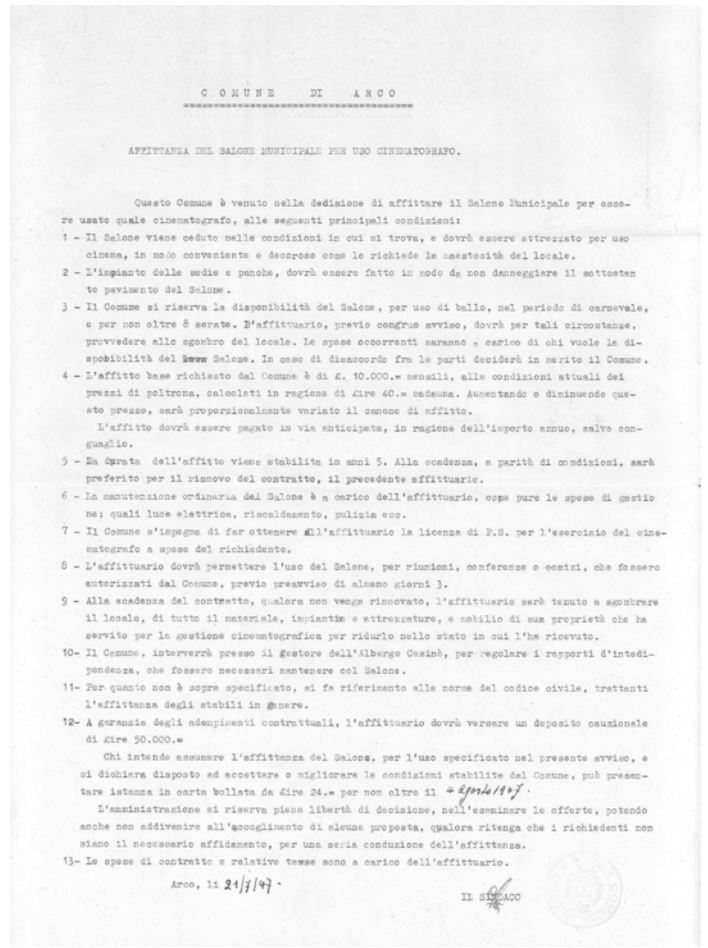 COMUNE DI ARCO
AFFITTANZA DEL SALONE MUNICIPALE PER USO CINEMATOGRAFO.
Questo Comune è venuto nella dedisione di affittare il Salone Municipale per esse-
re usato quale cinematografo, alle seguenti principali condizioni:
1 - Il Salone viene ceduto nelle condizioni in cui si trova, e dovrà essere attrezzato per uso
cinema, in modo conveniente e decoroso come lo richiede la maestosità del locale.
2 - L'impianto delle sedie e panche, dovrà essere fatto in modo da non danneggiare il sottostan
te pavimento del Salone.
3 - Il Comune si riserva la disponibilità del Salone, per uso di ballo, nel periodo di carnevale,
e per non oltre 8 serate. L'affittuario, previo congruo avviso, dovrà per tali circostanze,
provvedere allo sgombro del locale. Le spese occorrenti saranno a carico di chi vuole la di-
sponibilità del Salone. In caso di disaccordo fra le parti deciderà in merito il Comune.
4 - L'affitto base richiesto dal Comune è di £. 10.000.= mensili, alle condizioni attuali dei
prezzi di poltrona, calcolati in ragione di £ire 40.= cadauna. Aumentando o diminuendo que-
sto prezzo, sarà proporzionalmente variato il canone di affitto.
L'affitto dovrà essere pagato in via anticipata, in ragione dell'importo annuo, salvo con-
guaglio.
5 - La durata dell'affitto viene stabilita in anni 5. Alla scadenza, a parità di condizioni, sarà
preferito per il rinnovo del contratto, il precedente affittuario.
6 - La manutenzione ordinaria del Salone è a carico dell'affittuario, come pure le spese di gestio
ne; quali luce elettrica, riscaldamento, pulizia ecc.
7 - Il Comune s'impegna di far ottenere all'affittuario la licenza di P.S. per l'esercizio del cine-
matografo a spese del richiedente.
8 - L'affittuario dovrà permettere l'uso del Salone, per riunioni, conferenze o comizi, che fossero
autorizzati dal Comune, previo preavviso di almeno giorni 3.
9 - Alla scadenza del contratto, qualora non venga rinnovato, l'affittuario sarà tenuto a sgombrare
il locale, di tutto il materiale, impianti e attrezzature, e mobilio di sua proprietà che ha
servito per la gestione cinematografica per ridurlo nello stato in cui l'ha ricevuto.
10- Il Comune, interverrà presso il gestore dell'Albergo Casinò, per regolare i rapporti d'intedi-
pendenza, che fossero necessari mantenere col Salone.
11- Per quanto non è sopra specificato, si fa riferimento alle norme del codice civile, trattanti
l'affittanza degli stabili in genere.
12- A garanzia degli adempimenti contrattuali, l'affittuario dovrà versare un deposito cauzionale
di £ire 50.000.=
Chi intende assumere l'affittanza del Salone, per l'uso specificato nel presente avviso, e
si dichiara disposto ad accettare o migliorare le condizioni stabilite dal Comune, può presen-
tare istanza in carta bollata da £ire 24.= per non oltre il 4 agosto 1947.
L'amministrazione si riserva piena libertà di decisione, nell'esaminare le offerte, potendo
anche non addivenire all'accoglimento di alcuna proposta, qualora ritenga che i richiedenti non
siano il necessario affidamento, per una seria conduzione dell'affittanza.
13- Le spese di contratto e relative tasse sono a carico dell'affittuario.
Arco, li 21/7/47.
IL SINDACO